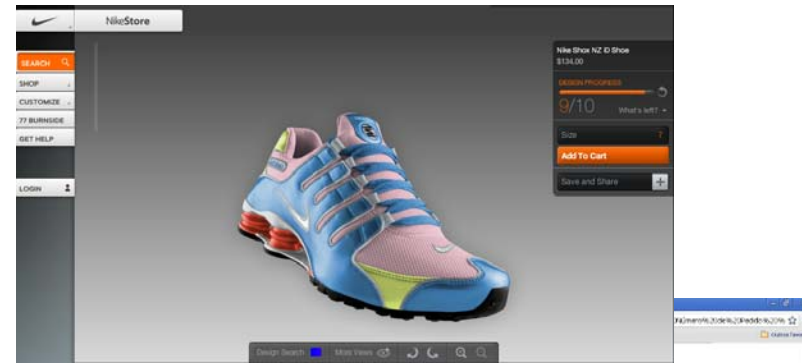 NikeStore
Nike Shox NZ iD Shoe
$134.00
SEARCH
DESIGN PROGRESS
SHOP
9/10
What's left?
CUSTOMIZE
77 BURNSIDE
Size 7
GET HELP
Add To Cart
Save and Share
LOGIN
Design Search
More Views